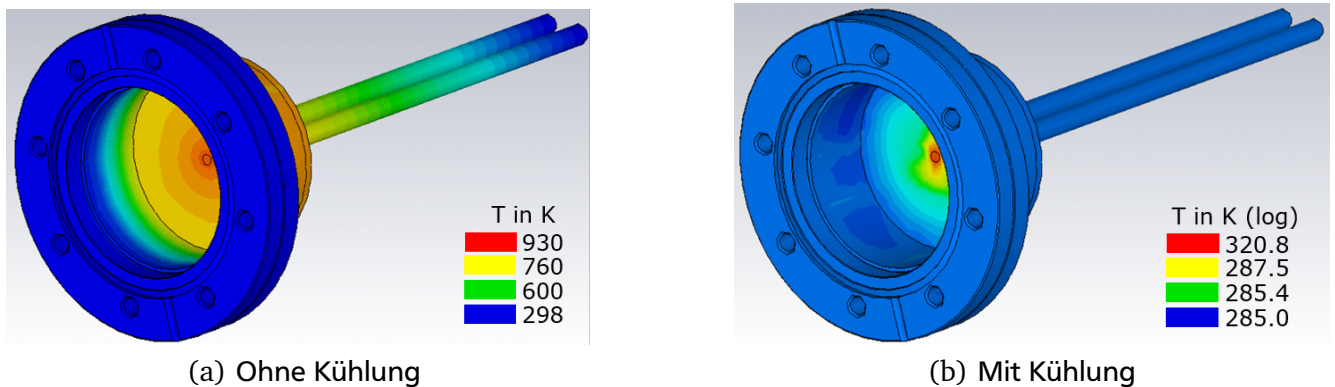 T in K
930
760
600
298
(a) Ohne Kühlung
T in K (log)
320.8
287.5
285.4
285.0
(b) Mit Kühlung